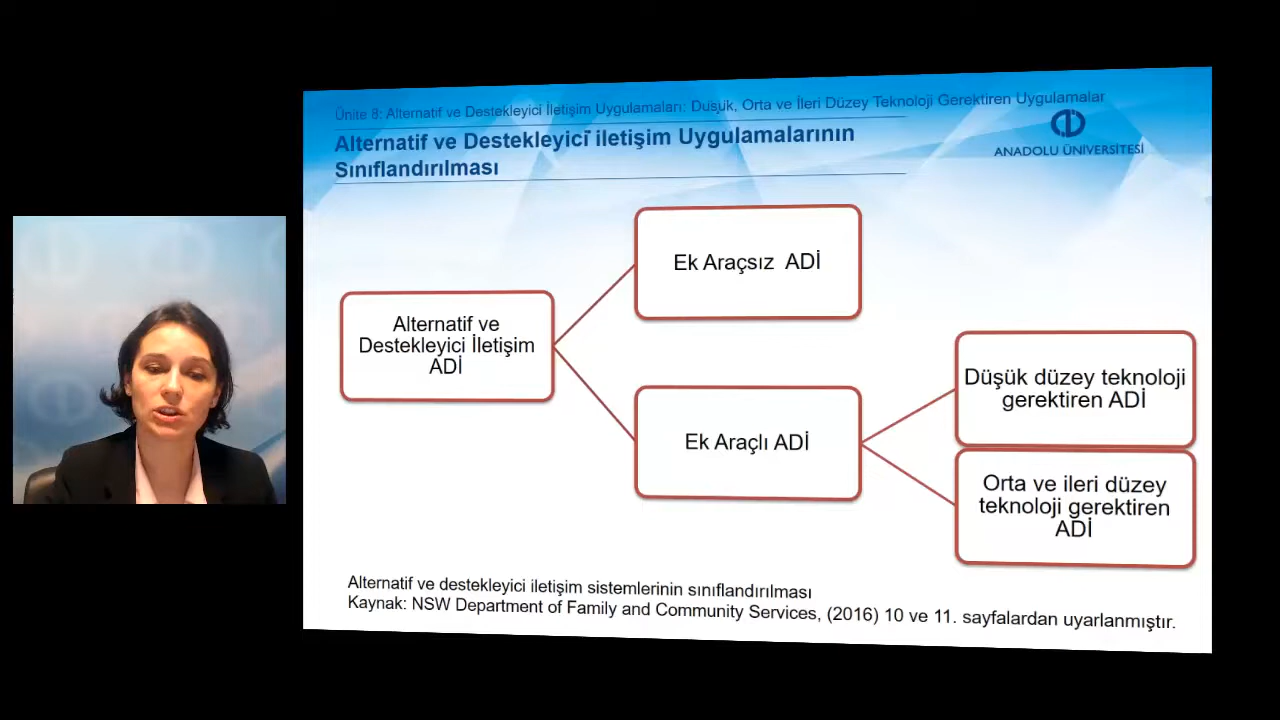 Ünite 8: Alternatif ve Destekleyici İletişim Uygulamaları: Düşük, Orta ve İleri Düzey Teknoloji Gerektiren Uygulamalar
Alternatif ve Destekleyici iletişim Uygulamalarının
Sınıflandırılması
ANADOLU ÜNİVERSİTESİ
Ek Araçsız ADİ
Alternatif ve
Destekleyici İletişim
ADİ
Düşük düzey teknoloji
gerektiren ADİ
Ek Araçlı ADİ
Orta ve ileri düzey
teknoloji gerektiren
ADİ
Alternatif ve destekleyici iletişim sistemlerinin sınıflandırılması
Kaynak: NSW Department of Family and Community Services, (2016) 10 ve 11. sayfalardan uyarlanmıştır.